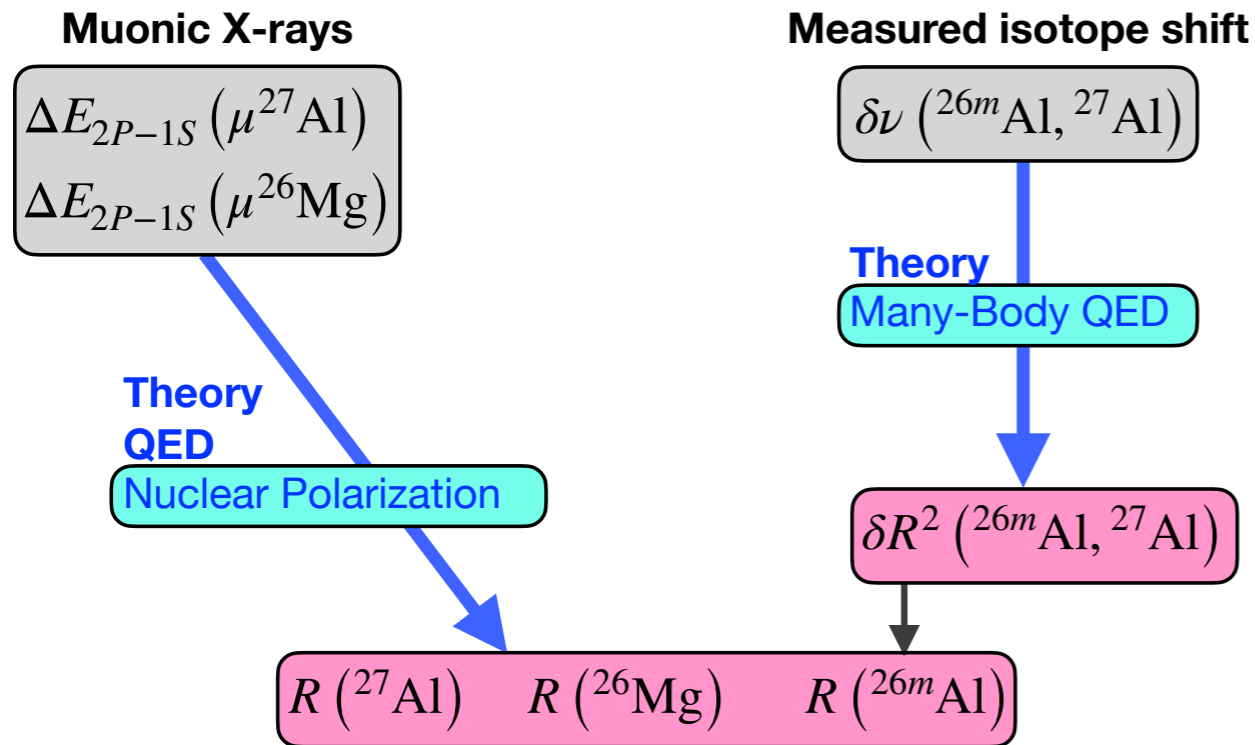 Muonic X-rays
ΔE₂P₋₁S (μ²⁷Al)
ΔE₂P₋₁S (μ²⁶Mg)
Measured isotope shift
δν (²⁶ᵐAl, ²⁷Al)
Theory
Many-Body QED
Theory
QED
Nuclear Polarization
δR² (²⁶ᵐAl, ²⁷Al)
R (²⁷Al) R (²⁶Mg) R (²⁶ᵐAl)